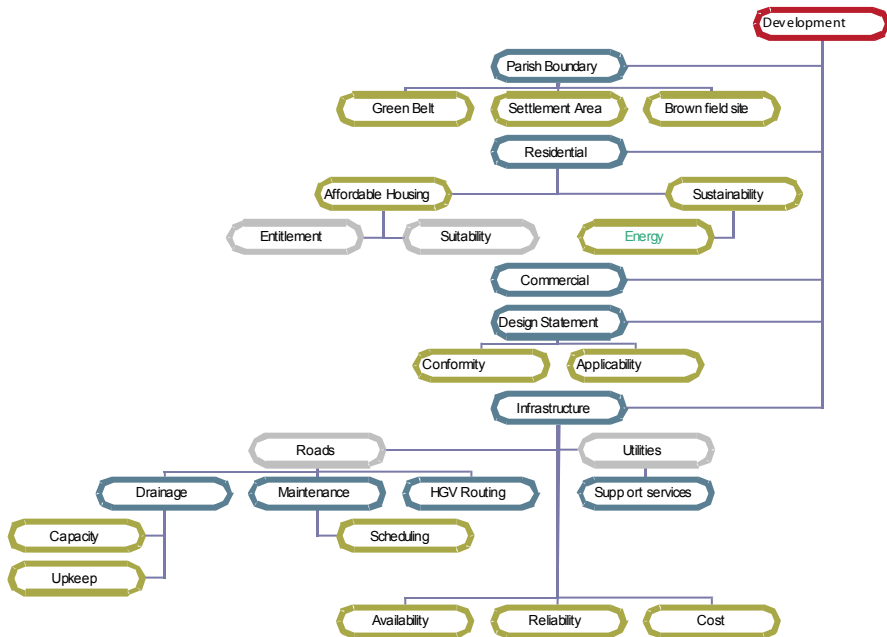 Development
Parish Boundary
Green Belt
Settlement Area
Brown field site
Residential
Affordable Housing
Sustainability
Entitlement
Suitability
Energy
Commercial
Design Statement
Conformity
Applicability
Infrastructure
Roads
Utilities
Drainage
Maintenance
HGV Routing
Support services
Capacity
Scheduling
Upkeep
Availability
Reliability
Cost